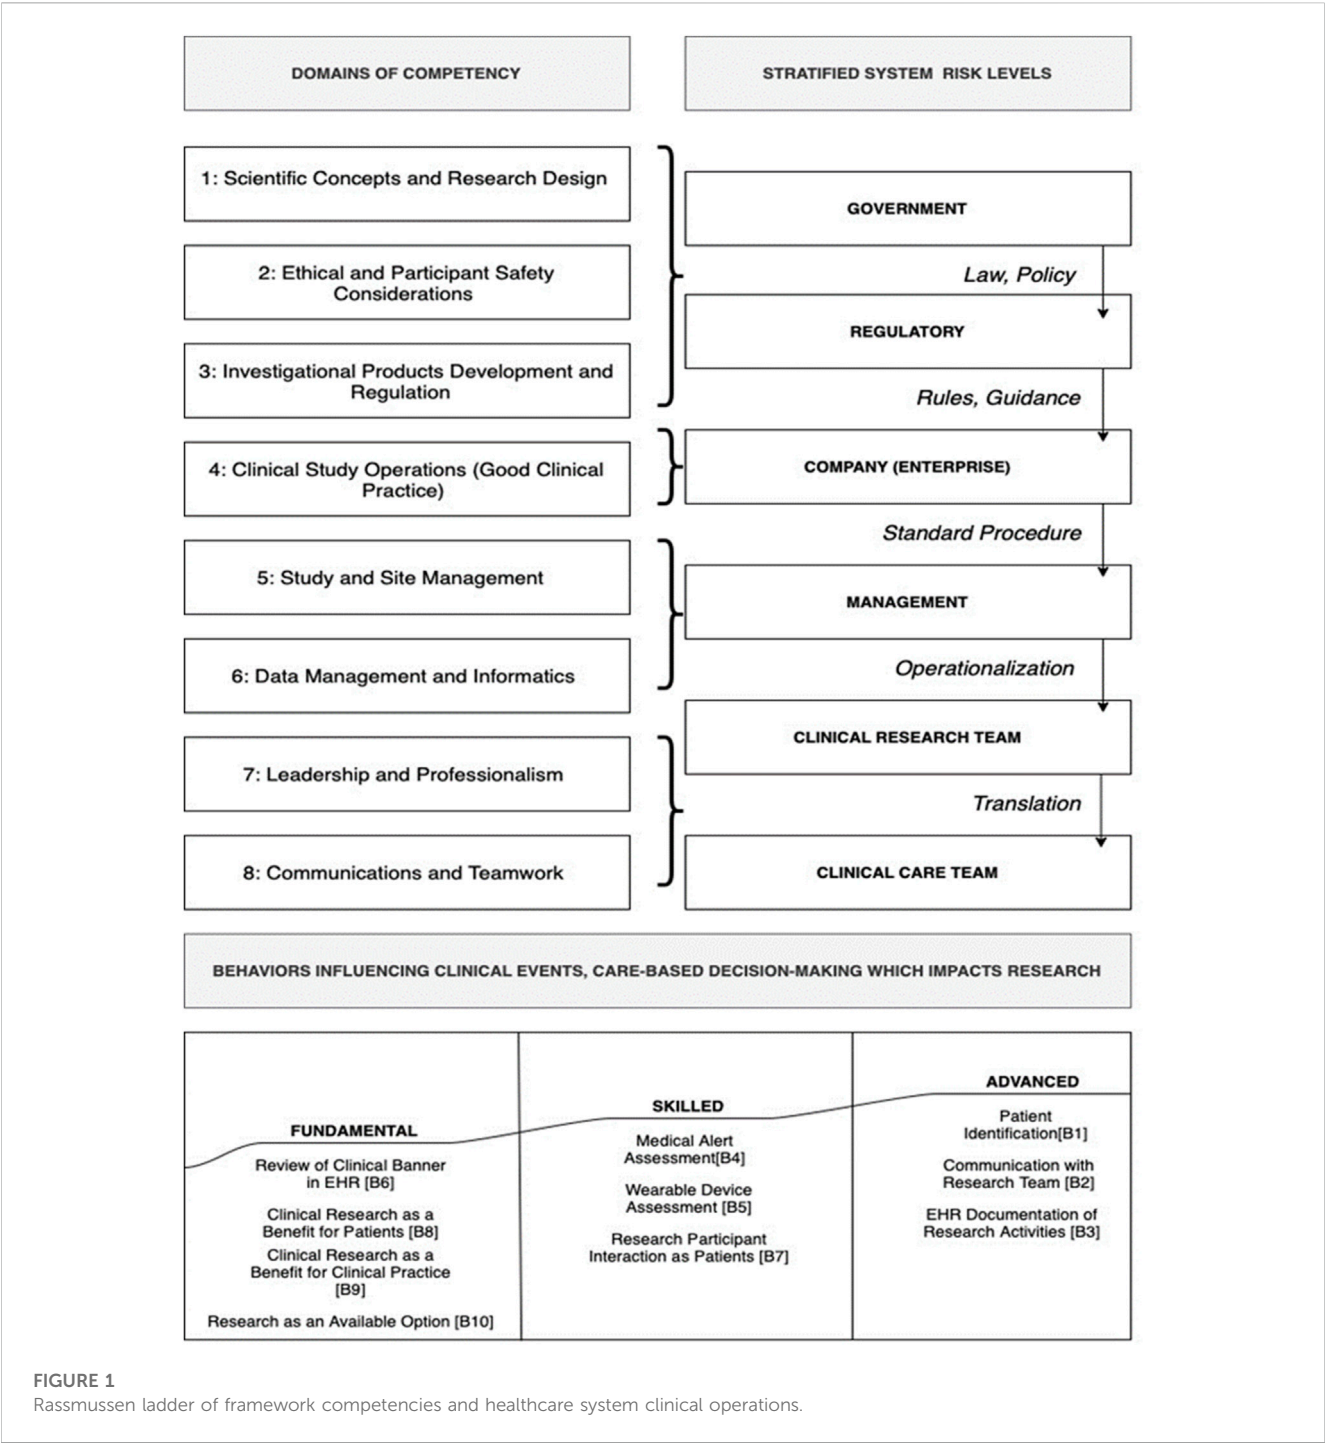 DOMAINS OF COMPETENCY
STRATIFIED SYSTEM RISK LEVELS
1: Scientific Concepts and Research Design
2: Ethical and Participant Safety
Considerations
3: Investigational Products Development and
Regulation
4: Clinical Study Operations (Good Clinical
Practice)
5: Study and Site Management
6: Data Management and Informatics
7: Leadership and Professionalism
8: Communications and Teamwork
GOVERNMENT
Law, Policy
REGULATORY
Rules, Guidance
COMPANY (ENTERPRISE)
Standard Procedure
MANAGEMENT
Operationalization
CLINICAL RESEARCH TEAM
Translation
CLINICAL CARE TEAM
BEHAVIORS INFLUENCING CLINICAL EVENTS, CARE-BASED DECISION-MAKING WHICH IMPACTS RESEARCH
FUNDAMENTAL
Review of Clinical Banner
in EHR [B6]
Clinical Research as a
Benefit for Patients [B8]
Clinical Research as a
Benefit for Clinical Practice
[B9]
Research as an Available Option [B10]
SKILLED
Medical Alert
Assessment[B4]
Wearable Device
Assessment [B5]
Research Participant
Interaction as Patients [B7]
ADVANCED
Patient
Identification[B1]
Communication with
Research Team [B2]
EHR Documentation of
Research Activities [B3]
FIGURE 1
Rassmussen ladder of framework competencies and healthcare system clinical operations.